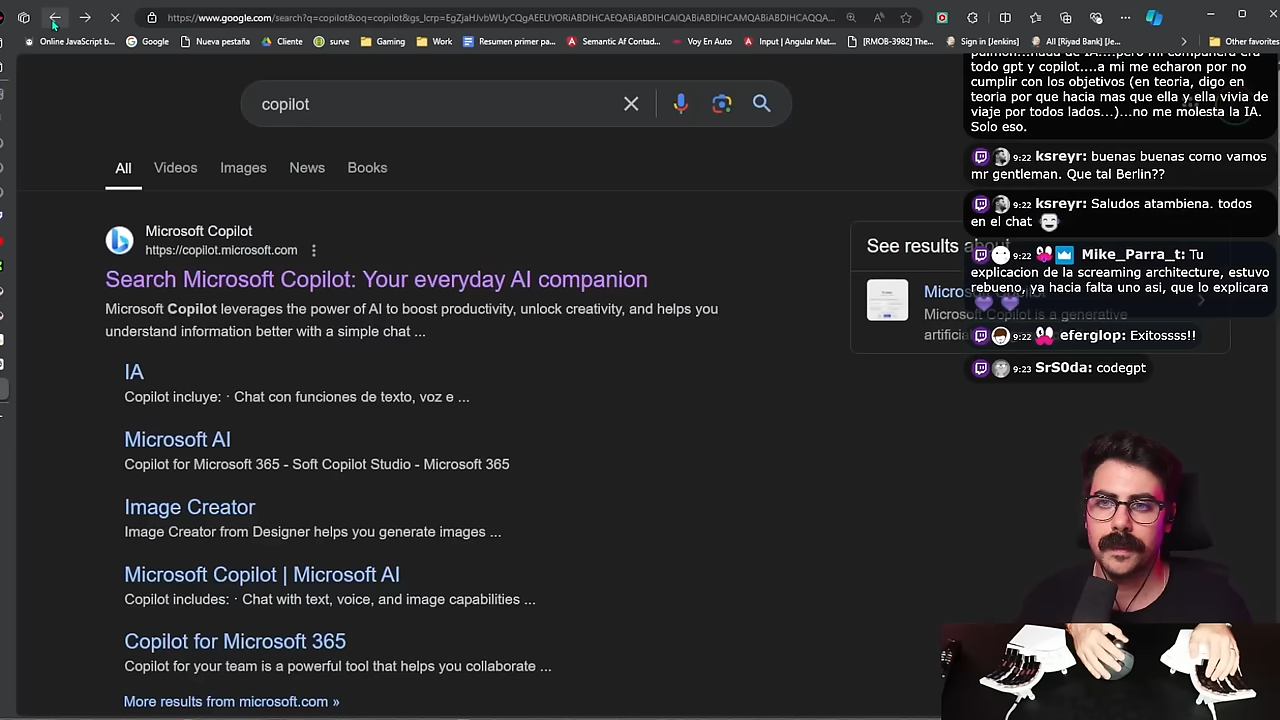 https://www.google.com/search?q=copilot&oq=copilot&gs_lcrp=EgZjaHJvbWUyCQgAEEUYORiABDIHCAEQABiABDIHCAIQABiABDIHCAMQABiABDIHCAQQA...
Online JavaScript b...
Google
Nueva pestaña
Cliente
surve
Gaming
Work
Resumen primer pa...
Semantic Af Contad...
Voy En Auto
Input | Angular Mat...
[RMOB-3982] [The...
Sign in [Jenkins]
All [Riyad Bank] [Je...
Other favorites
copilot
All
Videos
Images
News
Books
Microsoft Copilot
https://copilot.microsoft.com
Search Microsoft Copilot: Your everyday AI companion
Microsoft Copilot leverages the power of AI to boost productivity, unlock creativity, and helps you
understand information better with a simple chat ...
IA
Copilot incluye: · Chat con funciones de texto, voz e ...
Microsoft AI
Copilot for Microsoft 365 - Soft Copilot Studio - Microsoft 365
Image Creator
Image Creator from Designer helps you generate images ...
Microsoft Copilot | Microsoft AI
Copilot includes: · Chat with text, voice, and image capabilities ...
Copilot for Microsoft 365
Copilot for your team is a powerful tool that helps you collaborate ...
More results from microsoft.com »
See results about
Microsoft Copilot
Microsoft Copilot is a generative
todo gpt y copilot....a mi me echaron por no
cumplir con los objetivos (en teoria, digo en
teoria por que hacia mas que ella y ella vivia de
viaje por todos lados...)...no me molesta la IA.
Solo eso.
9:22 ksreyr: buenas buenas como vamos
mr gentleman. Que tal Berlin??
9:22 ksreyr: Saludos atambiena. todos
en el chat
Mike_Parra_t: Tu
explicacion de la screaming architecture, estuvo
rebueno, ya hacia falta uno asi, que lo explicara
9:22 eferglop: Exitossss!!
9:23 SrS0da: codegpt